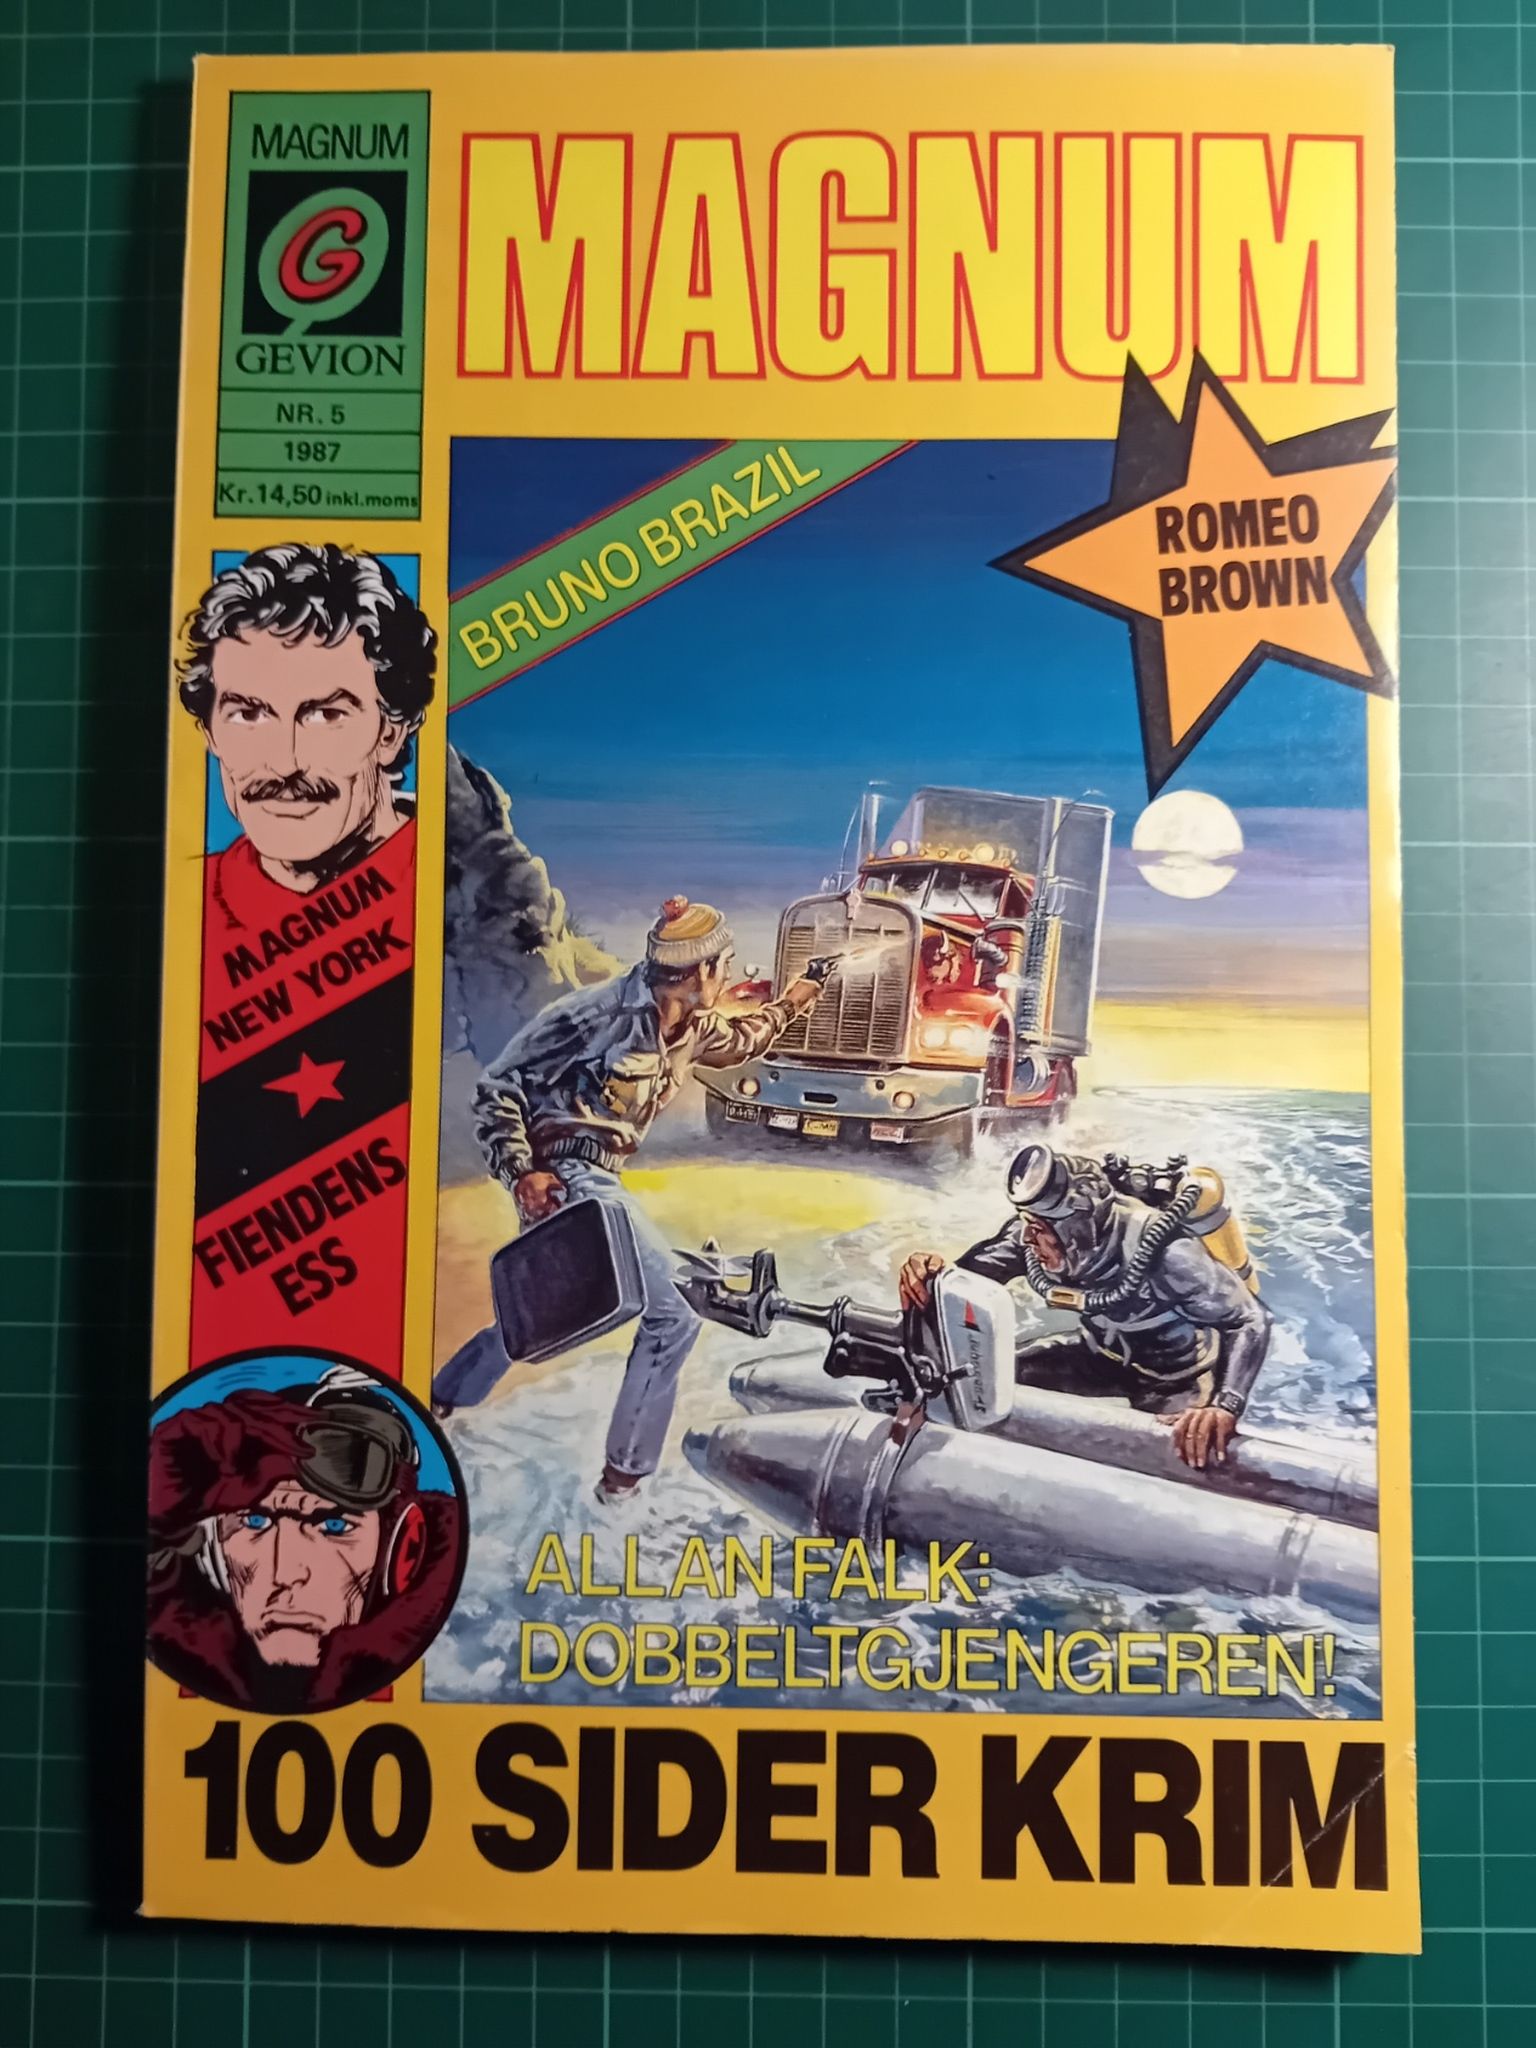 MAGNUM
G
GEVION
NR. 5
1987
Kr. 14,50 inkl.moms
MAGNUM
BRUNO BRAZIL
ROMEO
BROWN
MAGNUM
NEW YORK
FIENDENS
ESS
ALLAN FALK:
DOBBELTGJENGEREN!
100 SIDER KRIM